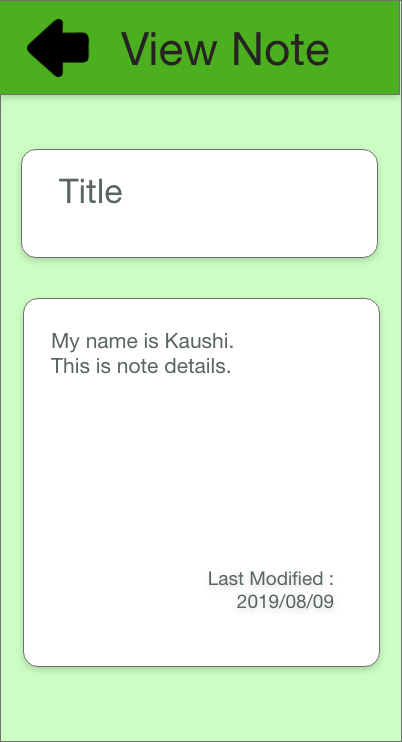 View Note
Title
My name is Kaushi.
This is note details.
Last Modified :
2019/08/09